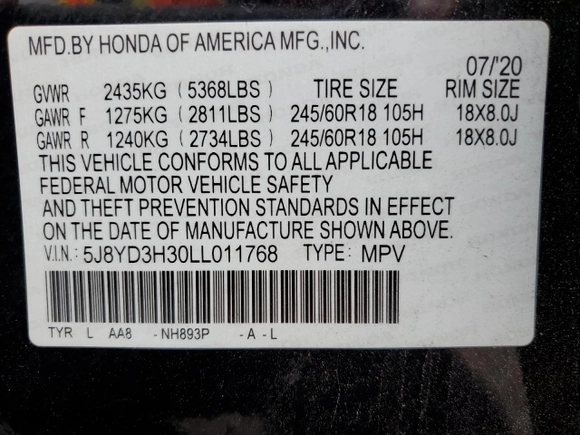 MFD.BY HONDA OF AMERICA MFG.,INC.
07/'20
GVWR 2435KG (5368LBS) TIRE SIZE RIM SIZE
GAWR F 1275KG (2811LBS) 245/60R18 105H 18X8.0J
GAWR R 1240KG (2734LBS) 245/60R18 105H 18X8.0J
THIS VEHICLE CONFORMS TO ALL APPLICABLE
FEDERAL MOTOR VEHICLE SAFETY
AND THEFT PREVENTION STANDARDS IN EFFECT
ON THE DATE OF MANUFACTURE SHOWN ABOVE.
V.I.N.: 5J8YD3H30LL011768 TYPE: MPV
TYR L AA8 -NH893P -A-L